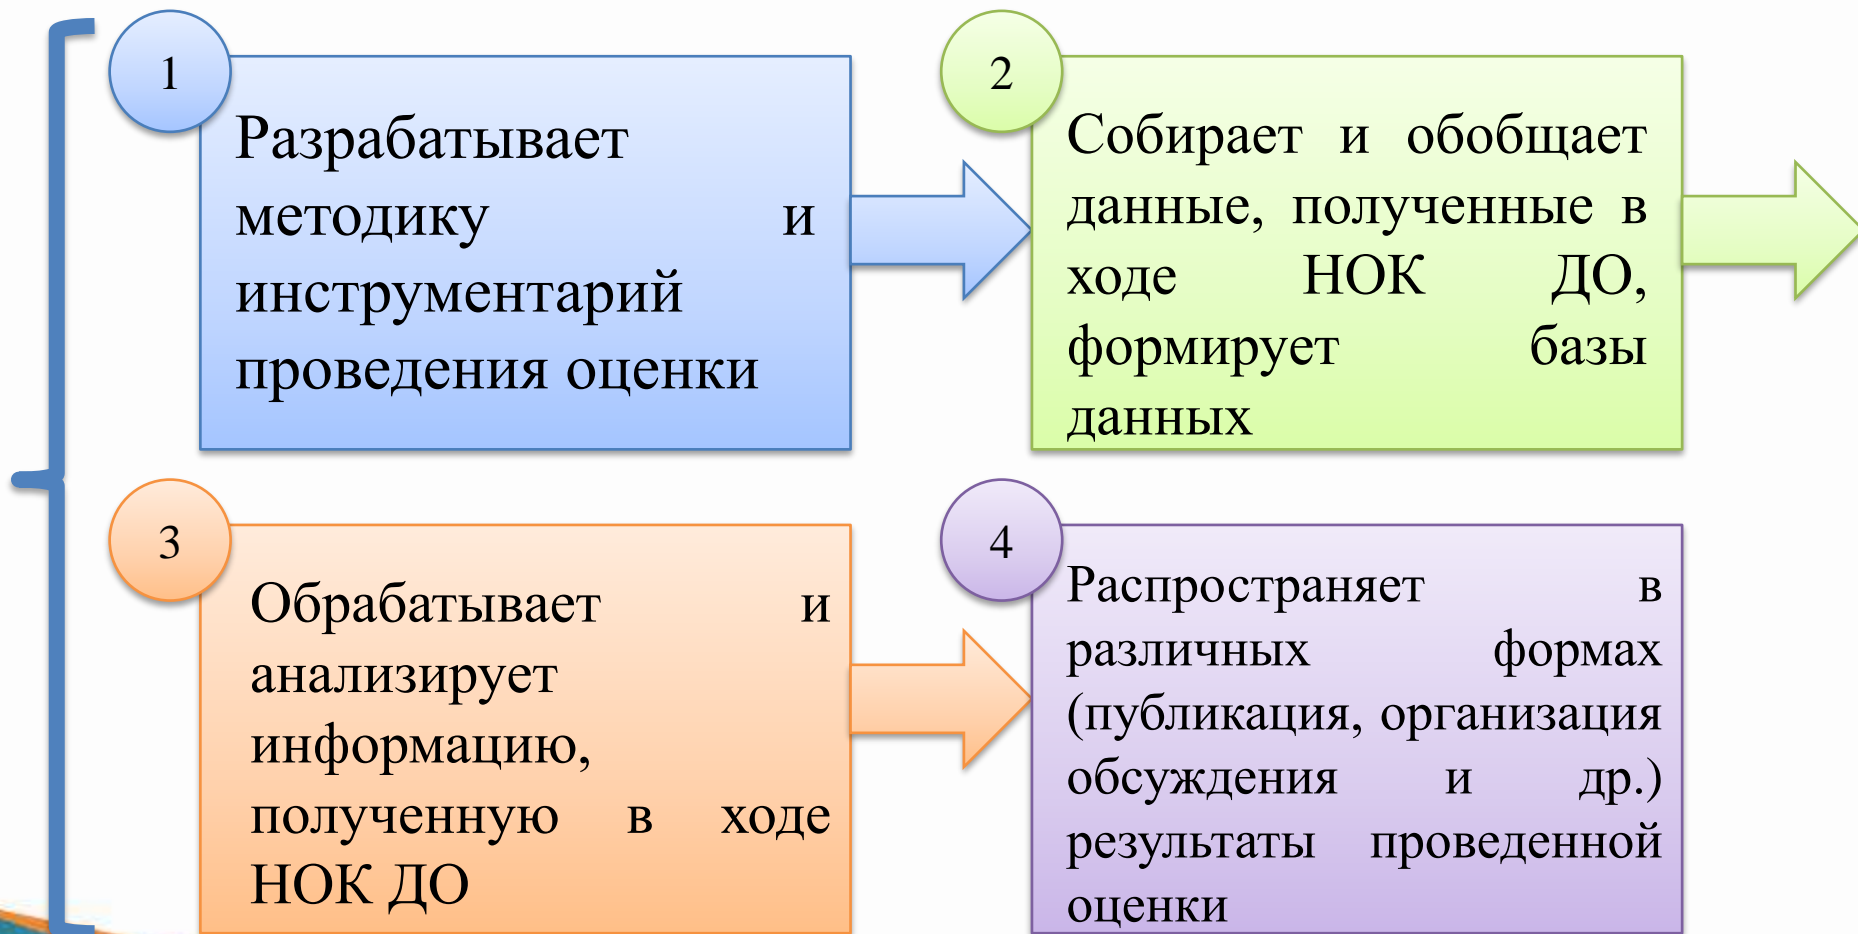 1
Разрабатывает
методику и
инструментарий
проведения оценки
2
Собирает и обобщает
данные, полученные в
ходе НОК ДО,
формирует базы
данных
3
Обрабатывает и
анализирует
информацию,
полученную в ходе
НОК ДО
4
Распространяет в
различных формах
(публикация, организация
обсуждения и др.)
результаты проведенной
оценки